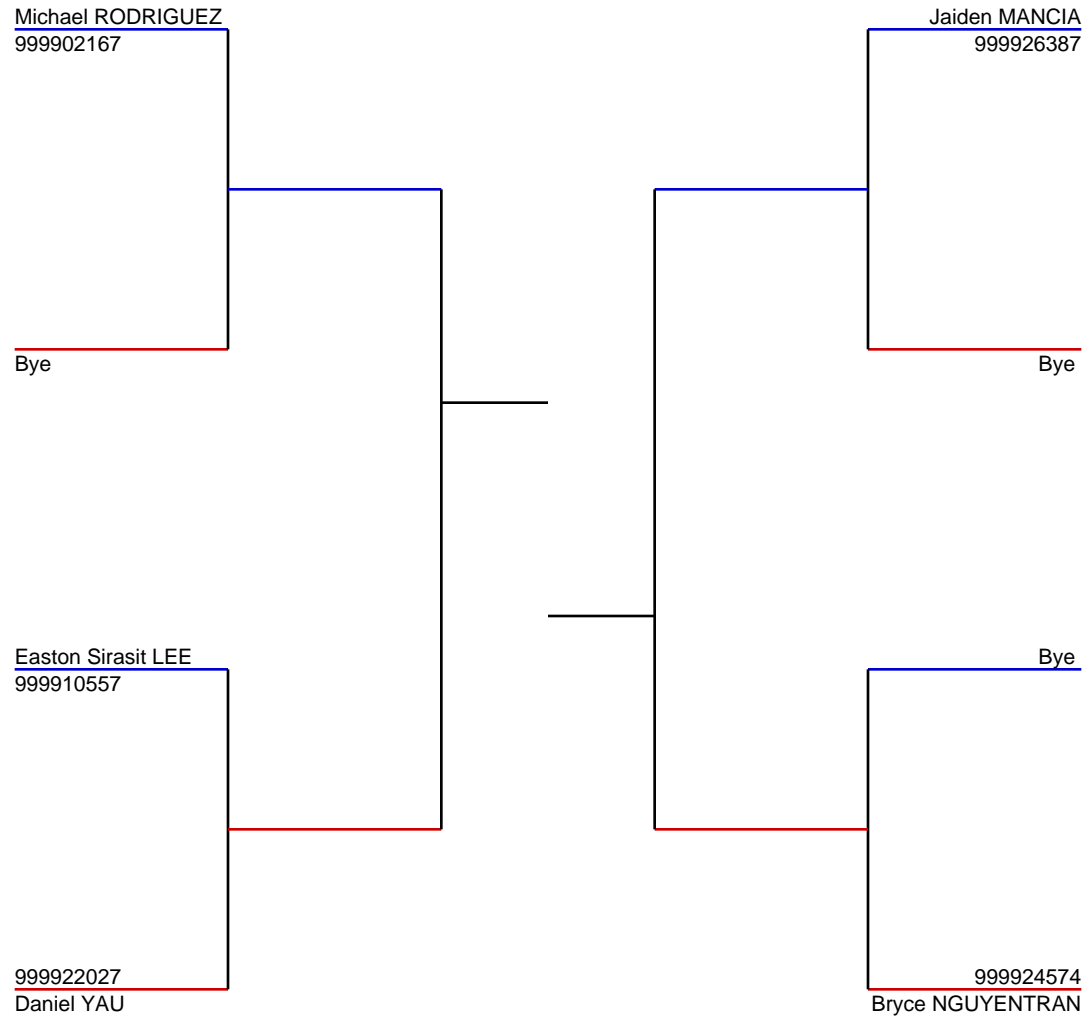 Michael RODRIGUEZ
999902167
Bye
Easton Sirasit LEE
999910557
999922027
Daniel YAU
Jaiden MANCIA
999926387
Bye
Bye
999924574
Bryce NGUYENTRAN